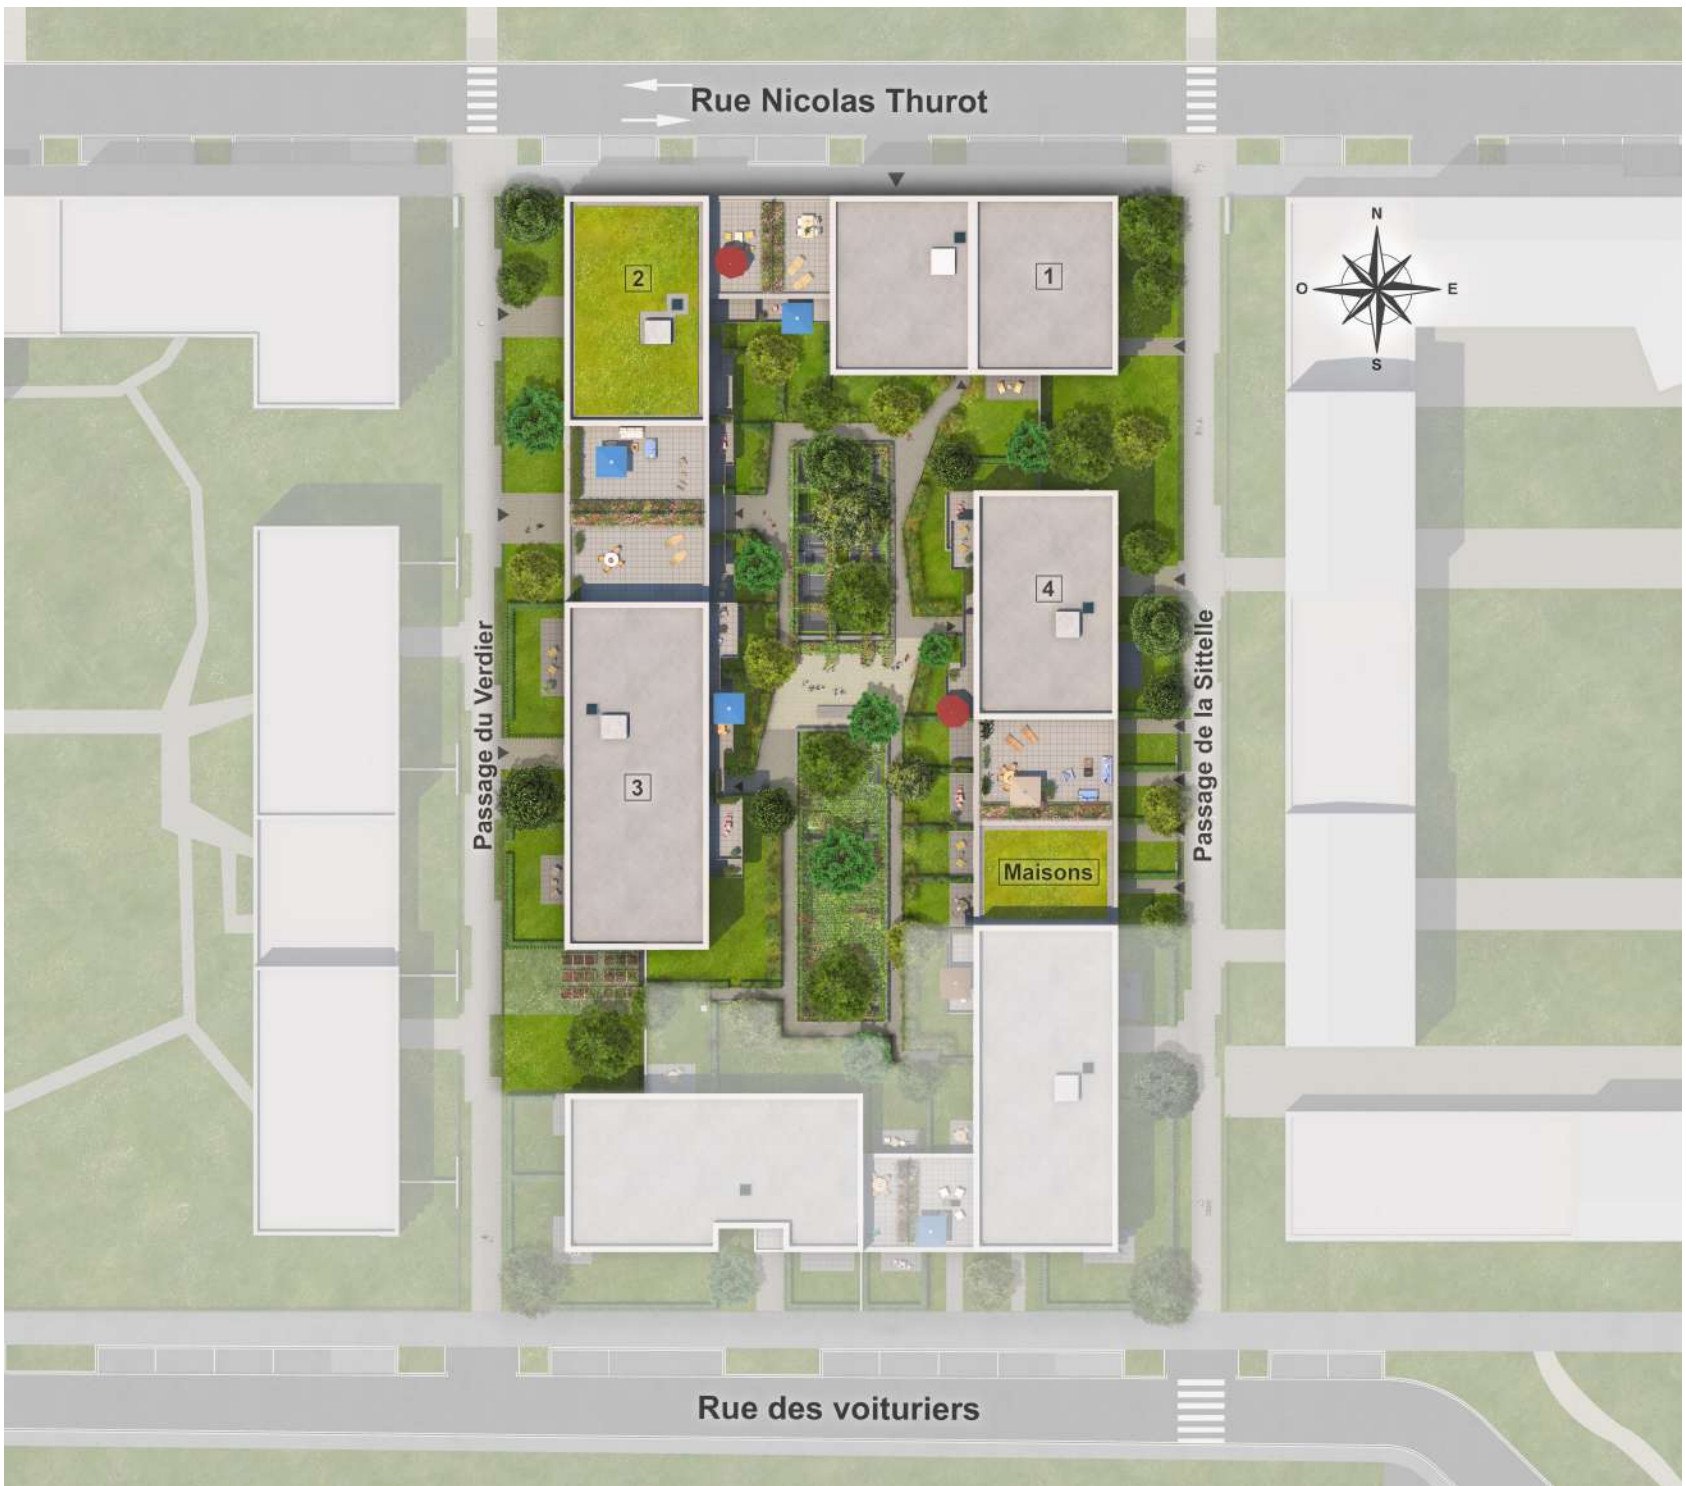 Rue Nicolas Thurot
N
O
E
S
2
1
4
3
Passage du Verdier
Passage de la Sittelle
Maisons
Rue des voituriers